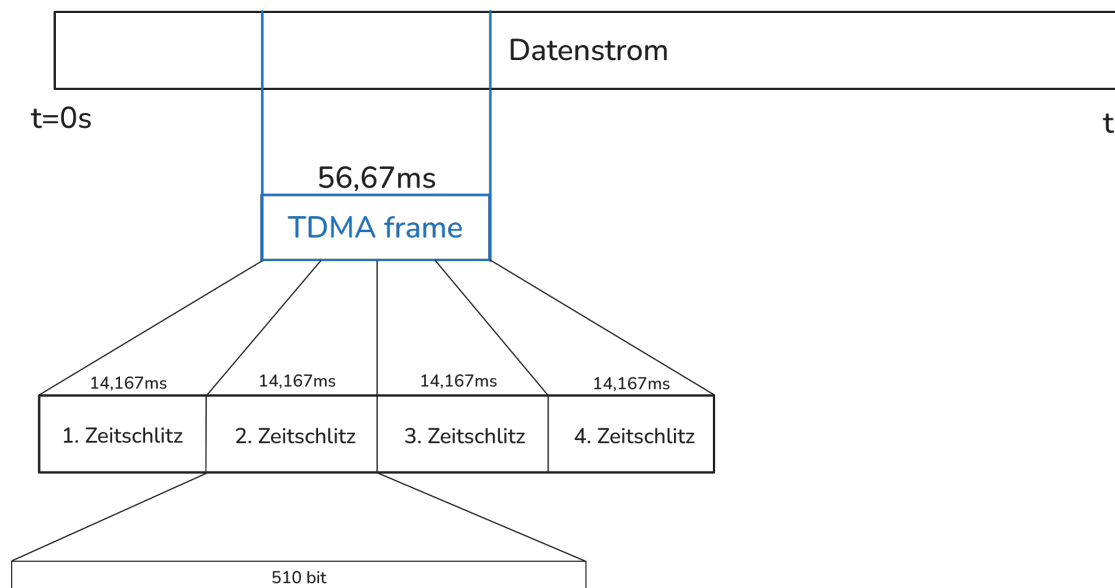 Datenstrom
t=0s
t
56,67ms
TDMA frame
14,167ms
14,167ms
14,167ms
14,167ms
1. Zeitschlitz
2. Zeitschlitz
3. Zeitschlitz
4. Zeitschlitz
510 bit